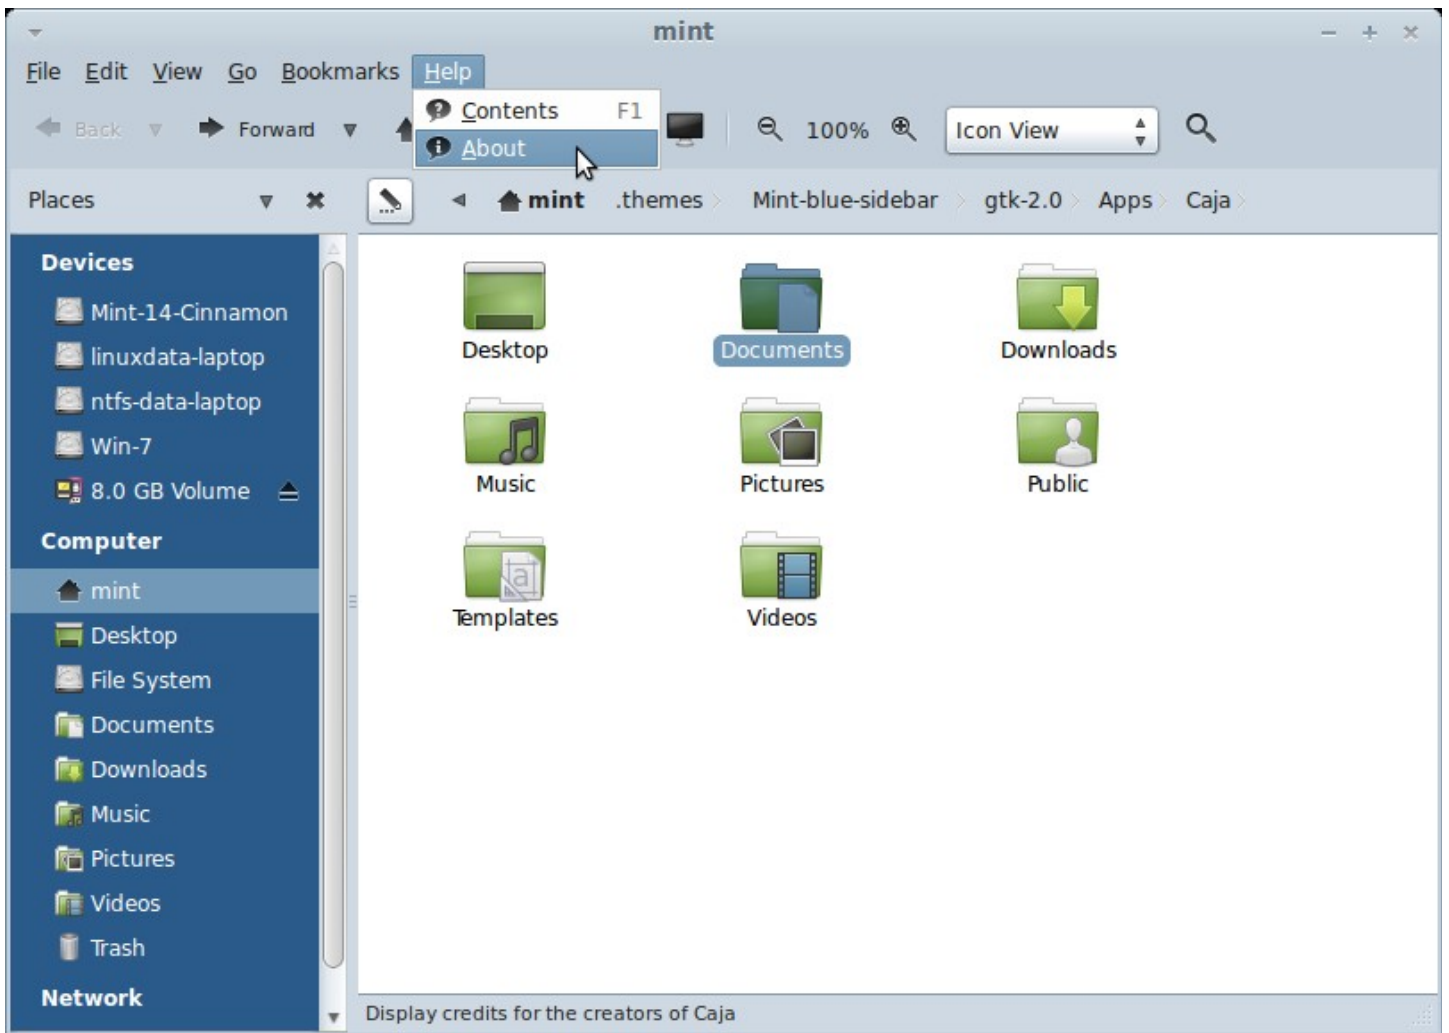 mint
File Edit View Go Bookmarks Help
Contents F1
Back Forward 100% Icon View
About
Places
mint .themes Mint-blue-sidebar gtk-2.0 Apps Caja
Devices
Mint-14-Cinnamon
linuxdata-laptop
ntfs-data-laptop
Win-7
8.0 GB Volume
Computer
mint
Desktop
File System
Documents
Downloads
Music
Pictures
Videos
Trash
Network
Desktop Documents Downloads
Music Pictures Public
Templates Videos
Display credits for the creators of Caja